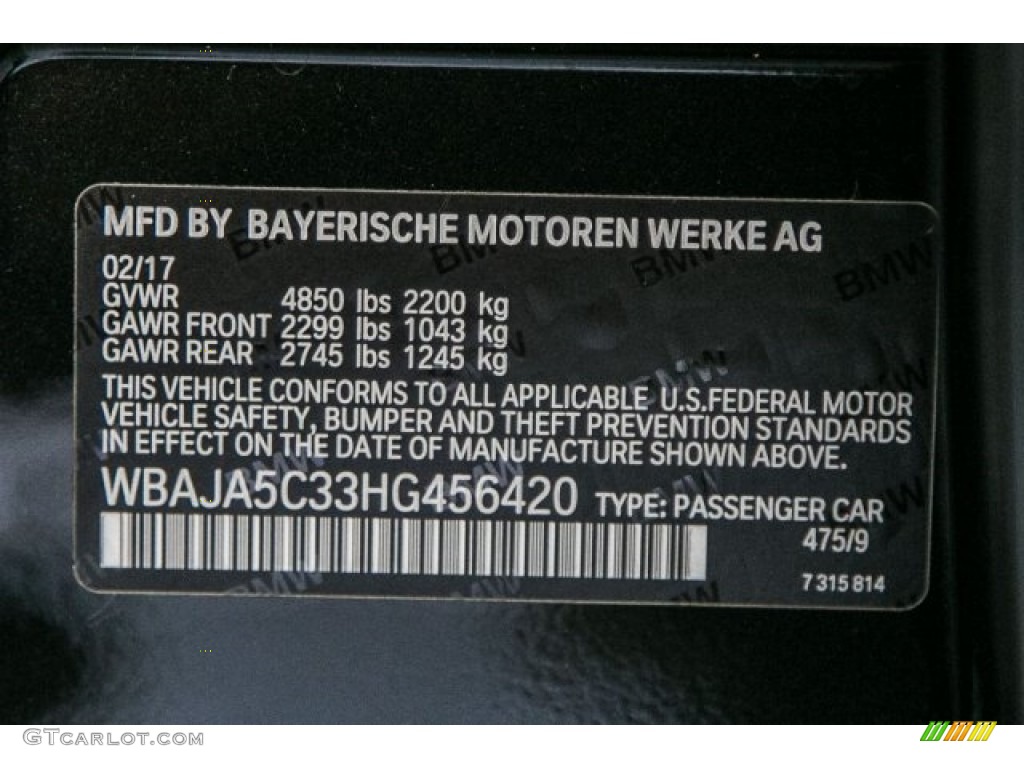 MFD BY BAYERISCHE MOTOREN WERKE AG
02/17
GVWR 4850 lbs 2200 kg
GAWR FRONT 2299 lbs 1043 kg
GAWR REAR 2745 lbs 1245 kg
THIS VEHICLE CONFORMS TO ALL APPLICABLE U.S.FEDERAL MOTOR
VEHICLE SAFETY, BUMPER AND THEFT PREVENTION STANDARDS
IN EFFECT ON THE DATE OF MANUFACTURE SHOWN ABOVE.
WBAJA5C33HG456420 TYPE: PASSENGER CAR
475/9
7 315 814
GTCARLOT.COM